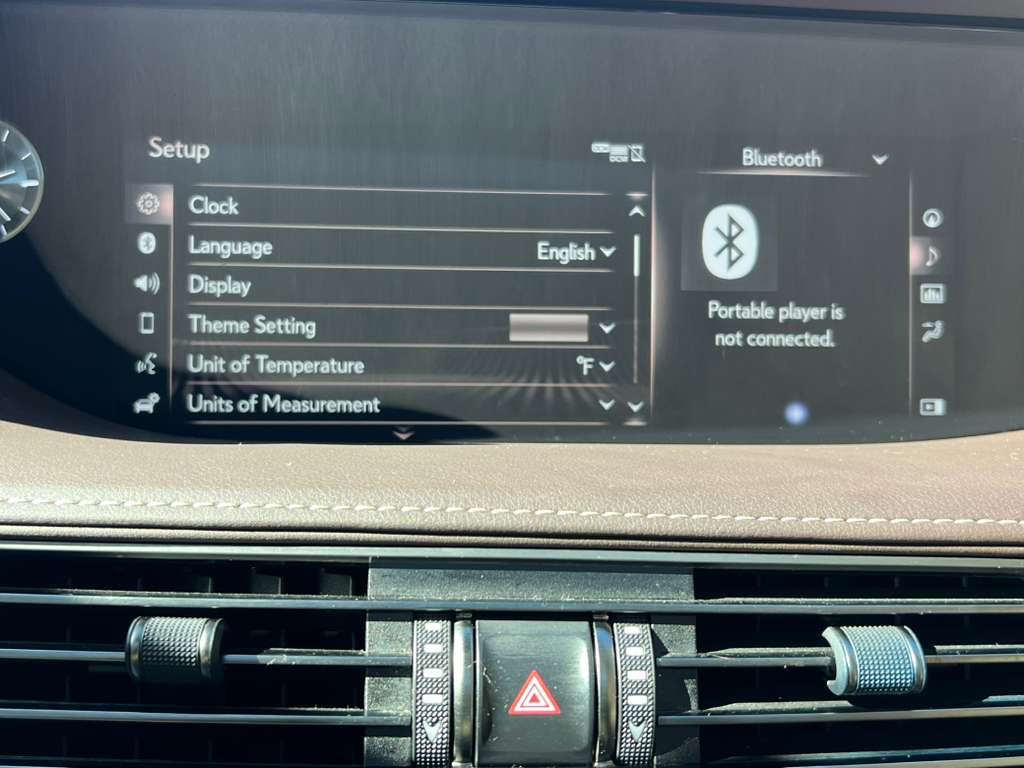 Setup
Clock
Language English
Display
Theme Setting
Unit of Temperature °F
Units of Measurement
Bluetooth
Portable player is
not connected.